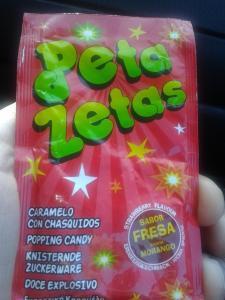 Peta
Zetas
STRAWBERRY FLAVOUR
SABOR
FRESA
MORANGO
CARAMELO
CON CHASQUIDOS
POPPING CANDY
KNISTERNDE
ZUCKERWARE
DOCE EXPLOSIVO